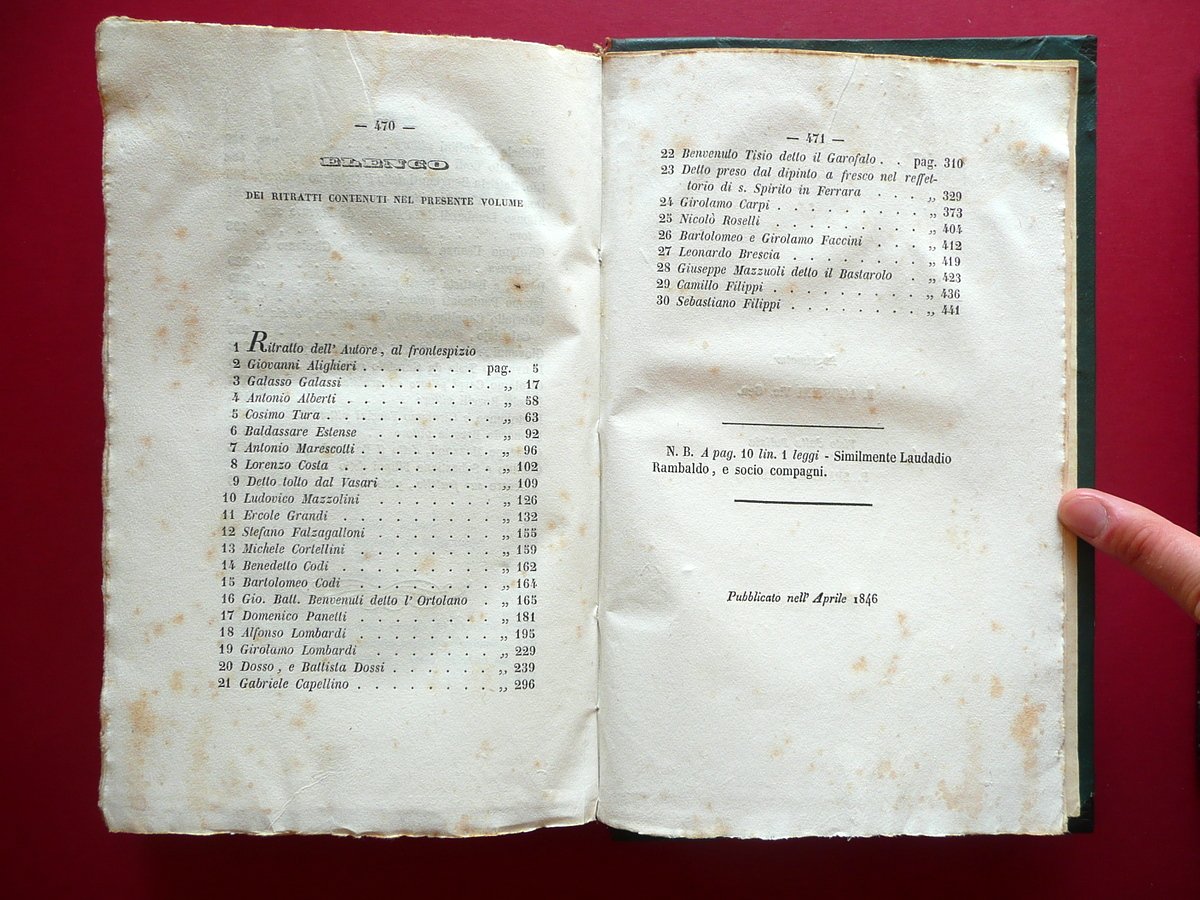 — 470 —
ELENCO
DEI RITRATTI CONTENUTI NEL PRESENTE VOLUME
1 Ritratto dell' Autore, al frontespizio
2 Giovanni Alighieri . . . . . . . pag. 5
3 Galasso Galassi . . . . . . . . ,, 17
4 Antonio Alberti . . . . . . . . ,, 58
5 Cosimo Tura . . . . . . . . . ,, 63
6 Baldassare Estense . . . . . . . ,, 92
7 Antonio Marescotti . . . . . . . ,, 96
8 Lorenzo Costa . . . . . . . . ,, 102
9 Detto tolto dal Vasari . . . . . . ,, 109
10 Ludovico Mazzolini . . . . . . . ,, 126
11 Ercole Grandi . . . . . . . . ,, 132
12 Stefano Falzagalloni . . . . . . ,, 155
13 Michele Cortellini . . . . . . . ,, 159
14 Benedetto Codi . . . . . . . . ,, 162
15 Bartolomeo Codi . . . . . . . . ,, 164
16 Gio. Batt. Benvenuti detto l' Ortolano . ,, 165
17 Domenico Panetti . . . . . . . ,, 181
18 Alfonso Lombardi . . . . . . . ,, 195
19 Girolamo Lombardi . . . . . . . ,, 229
20 Dosso, e Battista Dossi . . . . . . ,, 239
21 Gabriele Capellino . . . . . . . . ,, 296
— 471 —
22 Benvenuto Tisio detto il Garofalo . . pag. 310
23 Detto preso dal dipinto a fresco nel reffet-
torio di s. Spirito in Ferrara . . . ,, 329
24 Girolamo Carpi . . . . . . . . ,, 373
25 Nicolò Roselli . . . . . . . . ,, 404
26 Bartolomeo e Girolamo Faccini . . . ,, 412
27 Leonardo Brescia . . . . . . . ,, 419
28 Giuseppe Mazzuoli detto il Bastarolo . ,, 423
29 Camillo Filippi . . . . . . . . ,, 436
30 Sebastiano Filippi . . . . . . . ,, 441
N. B. A pag. 10 lin. 1 leggi - Similmente Laudadio
Rambaldo, e socio compagni.
Pubblicato nell' Aprile 1846